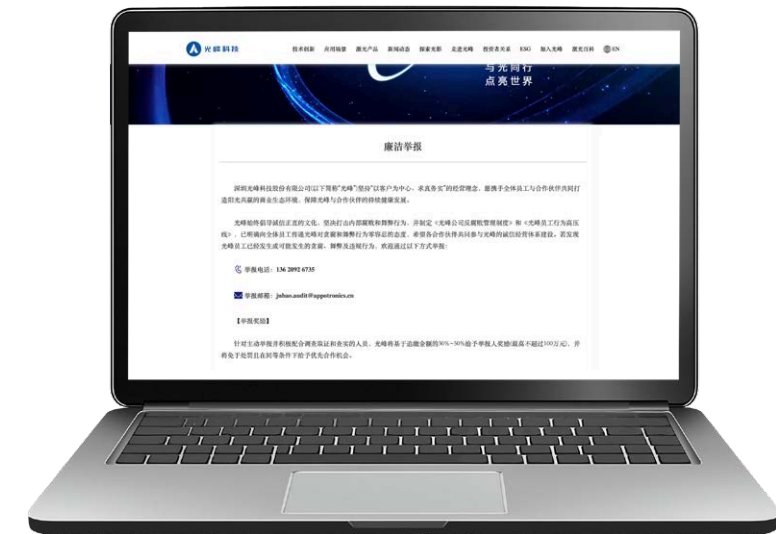 光峰科技 技术创新 应用场景 激光产品 新闻动态 探索光影 走进光峰 投资者关系 ESG 加入光峰 激光百科 EN
与光同行
点亮世界
廉洁举报
深圳光峰科技股份有限公司(以下简称"光峰")坚持"以客户为中心、求真务实"的经营理念，愿携手全体员工与合作伙伴共同打
造阳光共赢的商业生态环境，保障光峰与合作伙伴的持续健康发展。
光峰始终倡导诚信正直的文化，坚决打击内部腐败和舞弊行为，并制定《光峰公司反腐败管理制度》和《光峰员工行为高压
线》，已明确向全体员工传递光峰对贪腐和舞弊行为零容忍的态度，希望各合作伙伴共同参与光峰的诚信经营体系建设。若发现
光峰员工已经发生或可能发生的贪腐、舞弊及违规行为，欢迎通过以下方式举报:
举报电话：136 2092 6735
举报邮箱：jubao.audit@appotronics.cn
【举报奖励】
针对主动举报并积极配合调查取证和查实的人员，光峰将基于追缴金额的30%-50%给予举报人奖励(最高不超过100万元)，并
将免于处罚且在同等条件下给予优先合作机会。